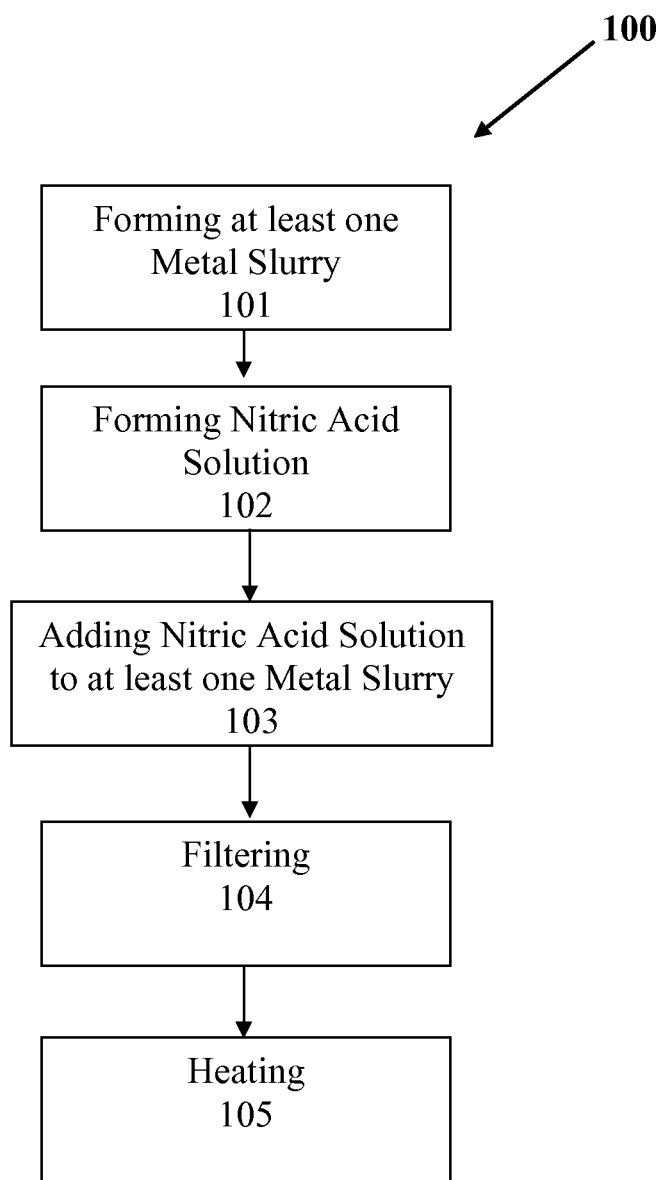 100
Forming at least one
Metal Slurry
101
Forming Nitric Acid
Solution
102
Adding Nitric Acid Solution
to at least one Metal Slurry
103
Filtering
104
Heating
105